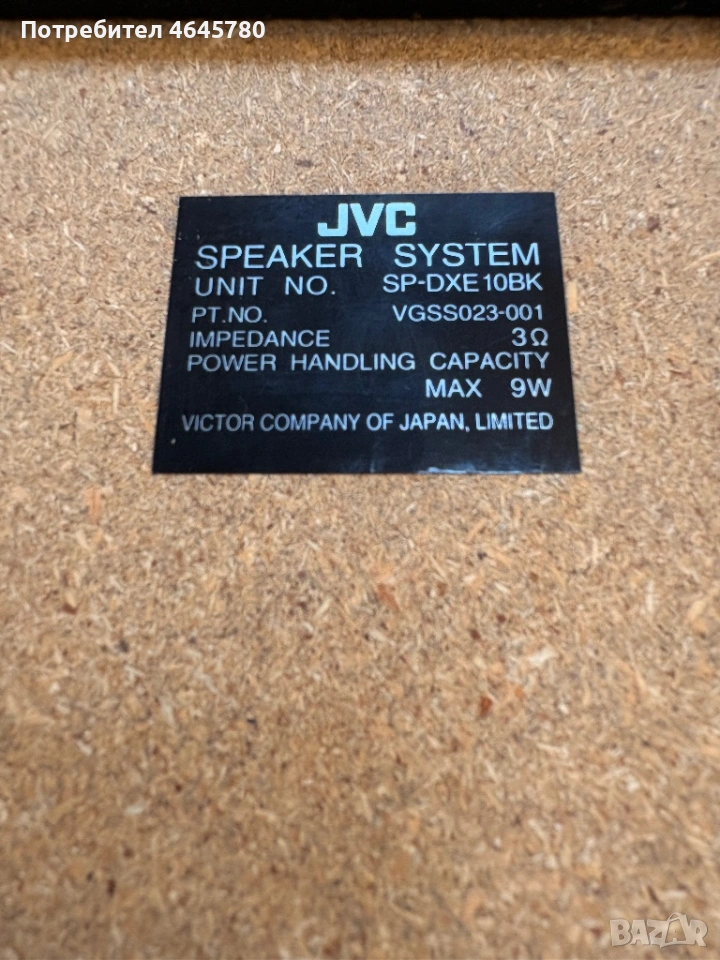 Потребител 4645780
JVC
SPEAKER SYSTEM
UNIT NO. SP-DXE10BK
PT.NO. VGSS023-001
IMPEDANCE 3Ω
POWER HANDLING CAPACITY
MAX 9W
VICTOR COMPANY OF JAPAN, LIMITED
BAZAR